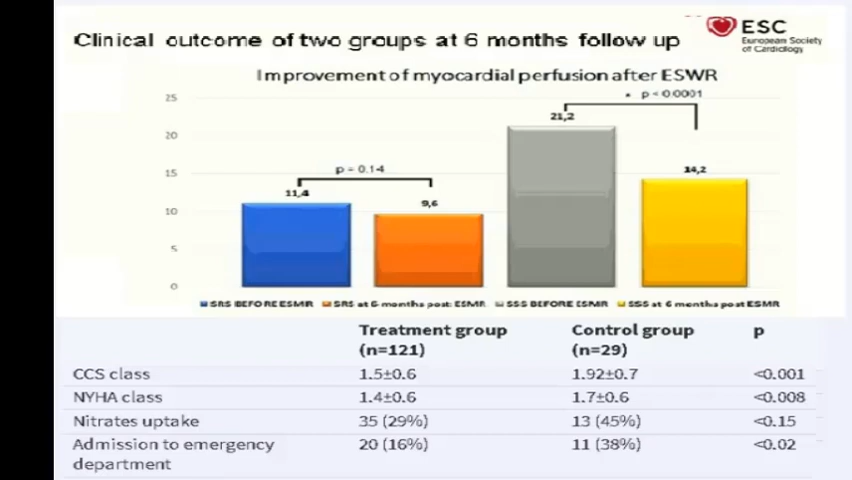 Clinical outcome of two groups at 6 months follow up
ESC
European Society
of Cardiology
Improvement of myocardial perfusion after ESWR
25
20
15
10
5
0
11,4
p = 0.14
9,6
21,2
* p < 0.0001
14,2
SRS BEFORE ESMR SRS at 6 months post ESMR SSS BEFORE ESMR SSS at 6 months post ESMR
Treatment group Control group p
(n=121) (n=29)
CCS class 1.5±0.6 1.92±0.7 <0.001
NYHA class 1.4±0.6 1.7±0.6 <0.008
Nitrates uptake 35 (29%) 13 (45%) <0.15
Admission to emergency 20 (16%) 11 (38%) <0.02
department